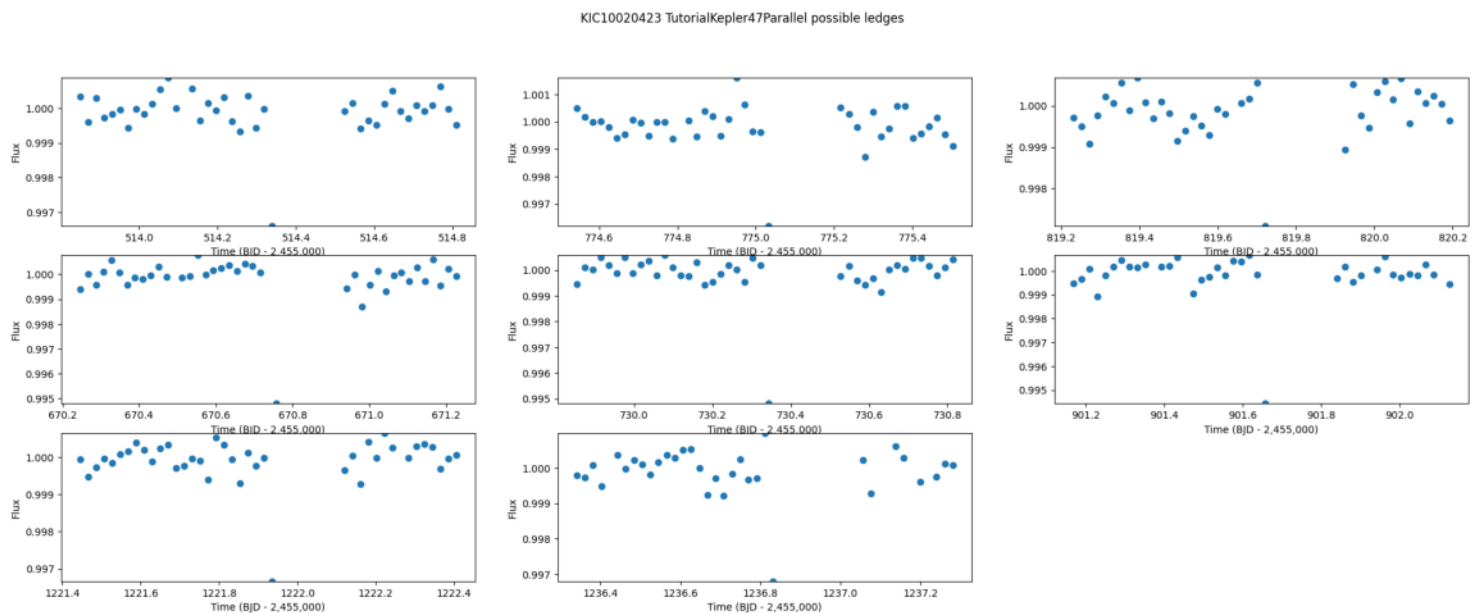 KIC10020423 TutorialKepler47Parallel possible ledges
1.000
0.999
0.998
0.997
Flux
514.0 514.2 514.4 514.6 514.8
Time (BJD - 2,455,000)
1.001
1.000
0.999
0.998
0.997
Flux
774.6 774.8 775.0 775.2 775.4
Time (BJD - 2,455,000)
1.000
0.999
0.998
Flux
819.2 819.4 819.6 819.8 820.0 820.2
Time (BJD - 2,455,000)
1.000
0.999
0.998
0.997
0.996
0.995
Flux
670.2 670.4 670.6 670.8 671.0 671.2
Time (BJD - 2,455,000)
1.000
0.999
0.998
0.997
0.996
0.995
Flux
730.0 730.2 730.4 730.6 730.8
Time (BJD - 2,455,000)
1.000
0.999
0.998
0.997
0.996
0.995
Flux
901.2 901.4 901.6 901.8 902.0
Time (BJD - 2,455,000)
1.000
0.999
0.998
0.997
Flux
1221.4 1221.6 1221.8 1222.0 1222.2 1222.4
Time (BJD - 2,455,000)
1.000
0.999
0.998
0.997
Flux
1236.4 1236.6 1236.8 1237.0 1237.2
Time (BJD - 2,455,000)